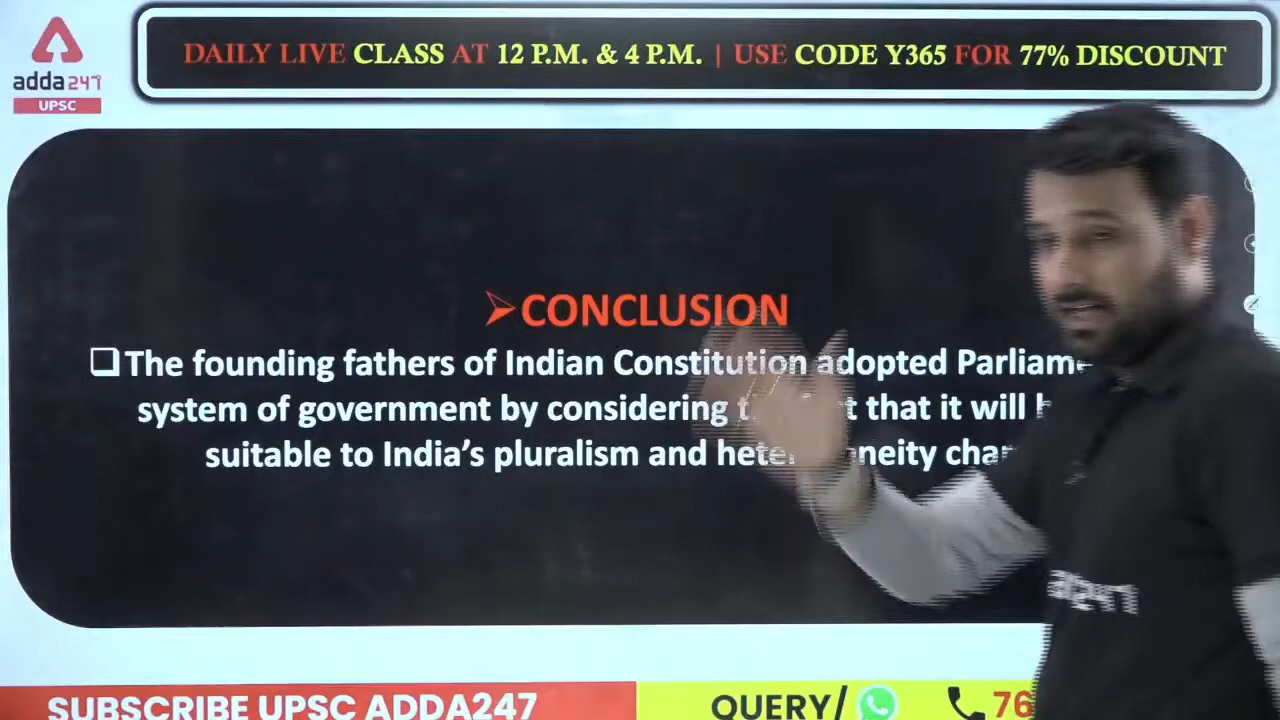 DAILY LIVE CLASS AT 12 P.M. & 4 P.M. | USE CODE Y365 FOR 77% DISCOUNT
adda247
UPSC
CONCLUSION
The founding fathers of Indian Constitution adopted
system of government by considering that it will
suitable to India's pluralism and
SUBSCRIBE UPSC ADDA247
QUERY/ 76